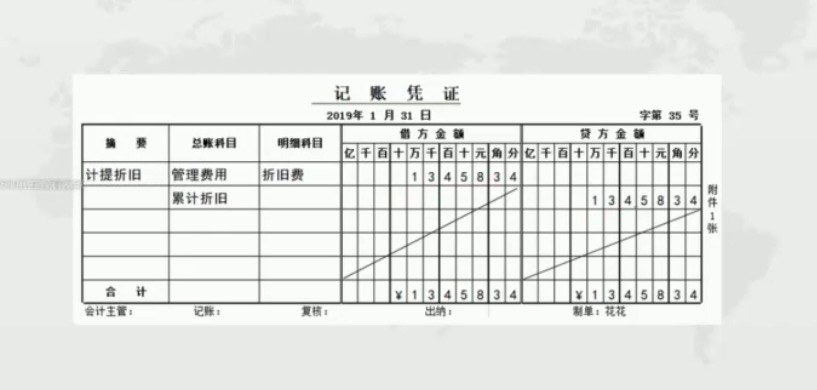 记 账 凭 证
2019年 1 月 31 日 字第 35 号
摘 要 总账科目 明细科目 借 方 金 额 贷 方 金 额
亿 千 百 十 万 千 百 十 元 角 分 亿 千 百 十 万 千 百 十 元 角 分
计提折旧 管理费用 折旧费 1 3 4 5 8 3 4
累计折旧 1 3 4 5 8 3 4
合 计 ¥ 1 3 4 5 8 3 4 ¥ 1 3 4 5 8 3 4
附件1张
会计主管: 记账: 复核: 出纳: 制单:花花